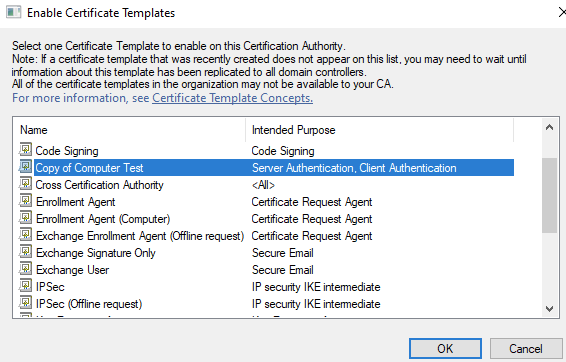 Enable Certificate Templates
Select one Certificate Template to enable on this Certification Authority.
Note: If a certificate template that was recently created does not appear on this list, you may need to wait until
information about this template has been replicated to all domain controllers.
All of the certificate templates in the organization may not be available to your CA.
For more information, see Certificate Template Concepts.
Name Intended Purpose
Code Signing Code Signing
Copy of Computer Test Server Authentication, Client Authentication
Cross Certification Authority <All>
Enrollment Agent Certificate Request Agent
Enrollment Agent (Computer) Certificate Request Agent
Exchange Enrollment Agent (Offline request) Certificate Request Agent
Exchange Signature Only Secure Email
Exchange User Secure Email
IPSec IP security IKE intermediate
IPSec (Offline request) IP security IKE intermediate
OK Cancel